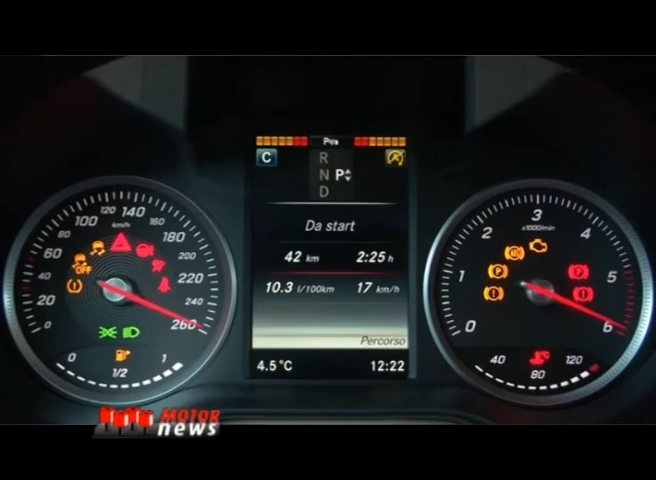 Pos
C
R
N P
D
Da start
42 km 2:25 h
10.3 l/100km 17 km/h
Percorso
4.5 °C 12:22
0
20
40
60
80
100
120
140
160
180
200
220
240
260
km/h
OFF
0
1/2
1
0
1
2
3
4
5
6
x1000/min
40
80
120
MOTOR
news